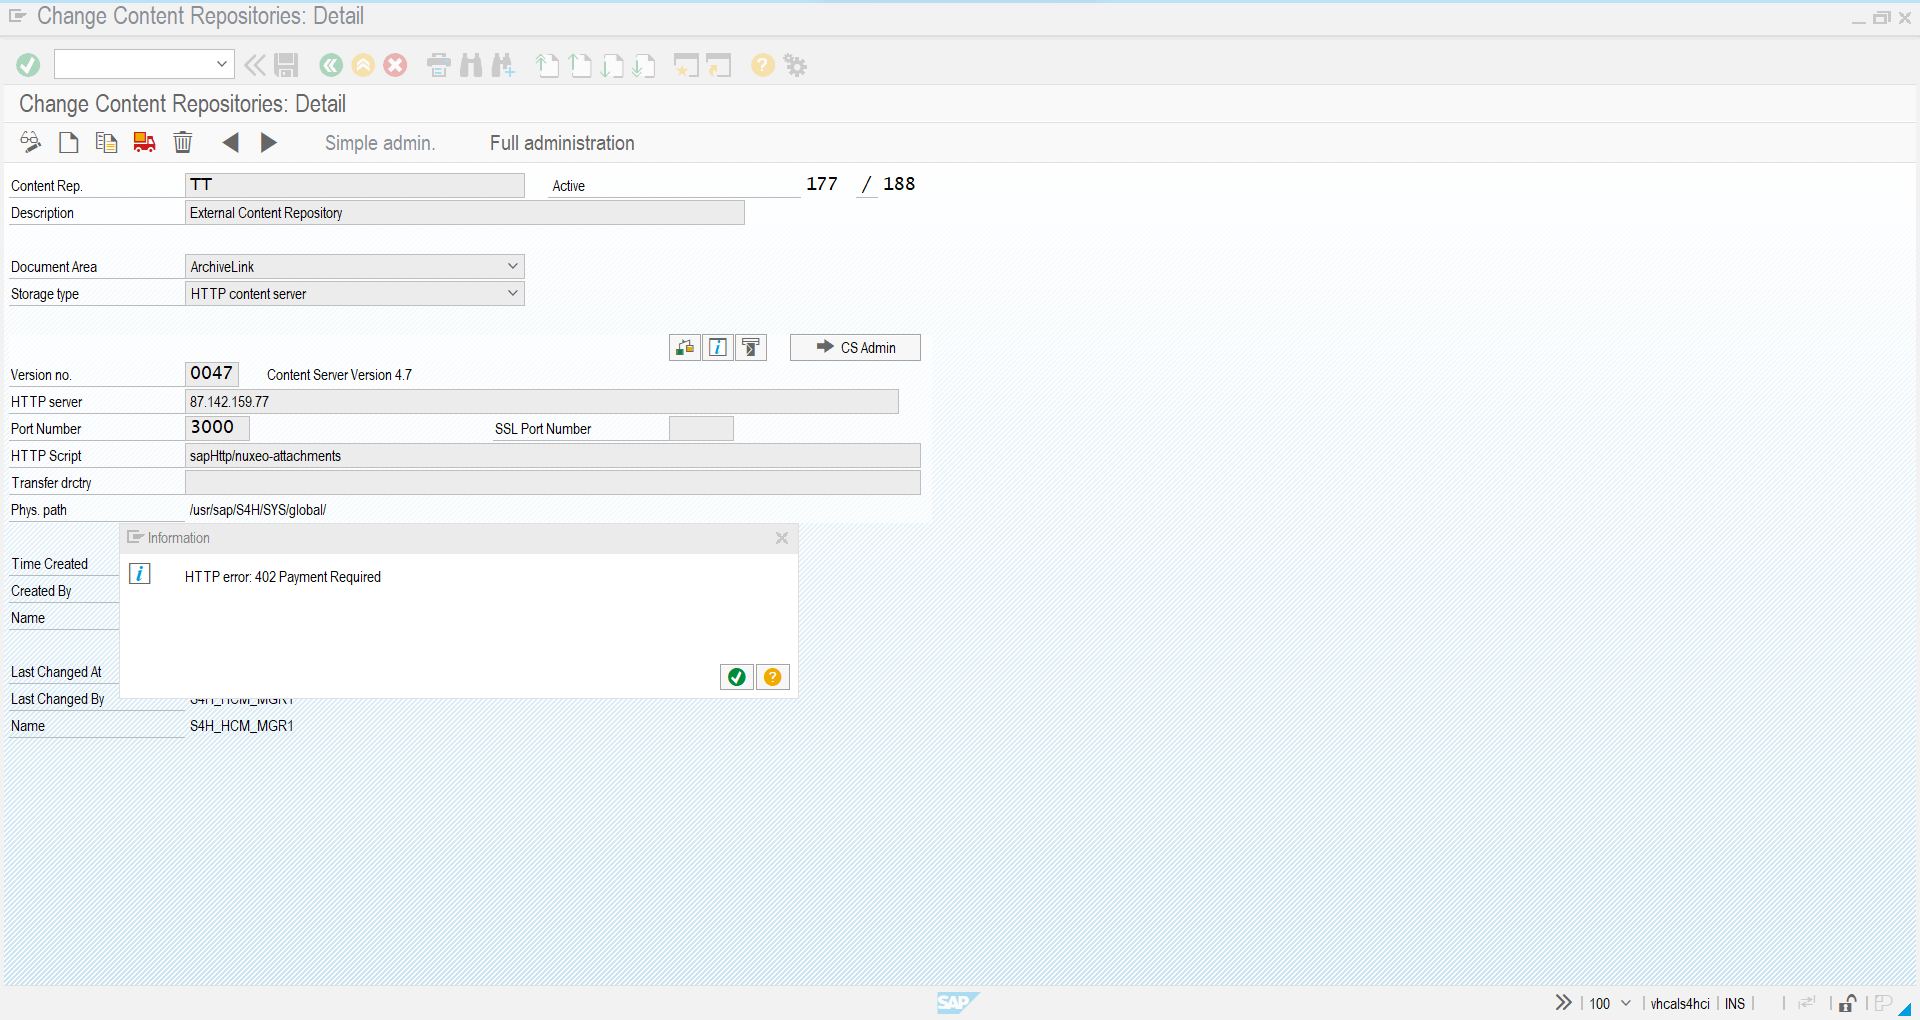 Change Content Repositories: Detail
Change Content Repositories: Detail
Simple admin. Full administration
Content Rep. TT Active 177 / 188
Description External Content Repository
Document Area ArchiveLink
Storage type HTTP content server
CS Admin
Version no. 0047 Content Server Version 4.7
HTTP server 87.142.159.77
Port Number 3000 SSL Port Number
HTTP Script sapHttp/nuxeo-attachments
Transfer drctry
Phys. path /usr/sap/S4H/SYS/global/
Information
HTTP error: 402 Payment Required
Time Created
Created By
Name
Last Changed At
Last Changed By S4H_HCM_MGR1
Name S4H_HCM_MGR1
SAP 100 vhcals4hci INS